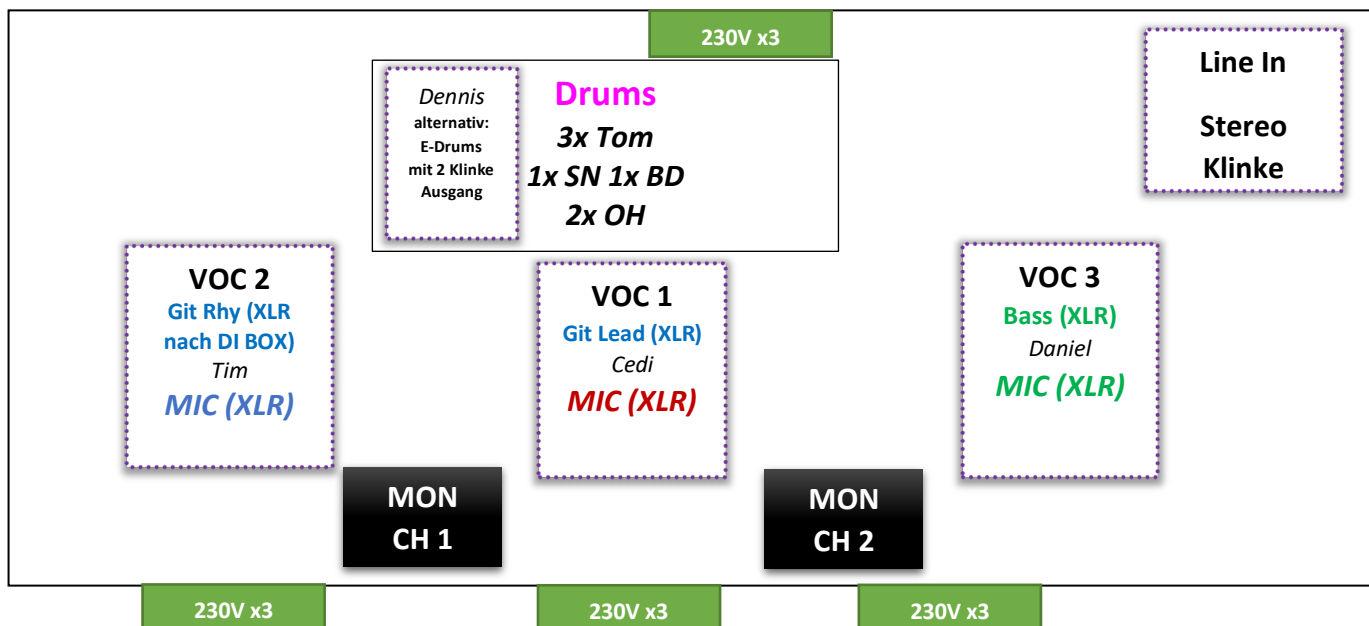 230V x3
Dennis
alternativ:
E-Drums
mit 2 Klinke
Ausgang
Drums
3x Tom
1x SN 1x BD
2x OH
Line In
Stereo
Klinke
VOC 2
Git Rhy (XLR
nach DI BOX)
Tim
MIC (XLR)
VOC 1
Git Lead (XLR)
Cedi
MIC (XLR)
VOC 3
Bass (XLR)
Daniel
MIC (XLR)
MON
CH 1
MON
CH 2
230V x3
230V x3
230V x3